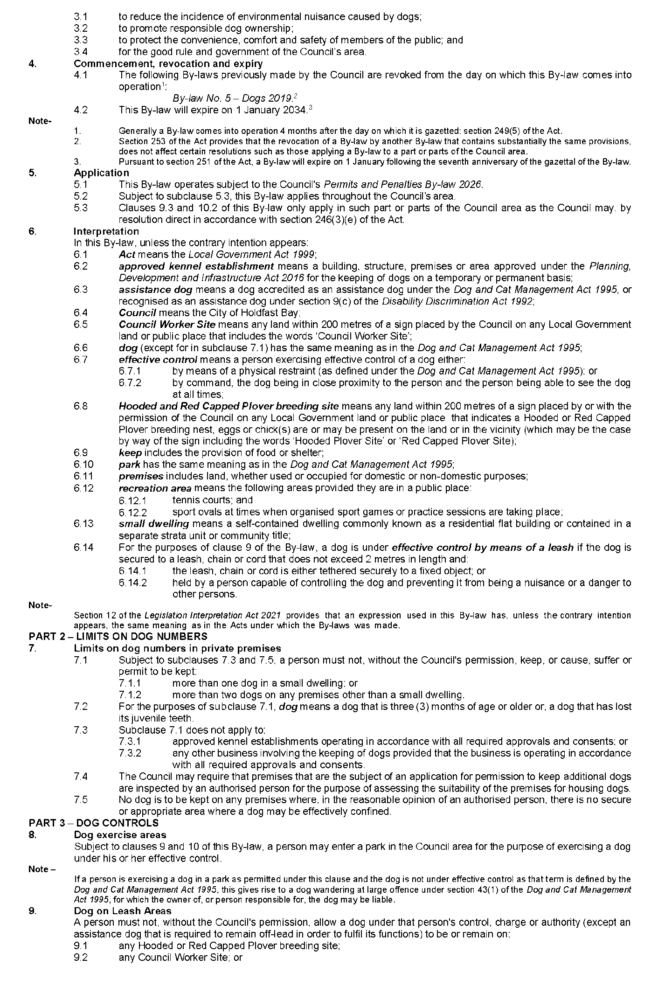 3.1 to reduce the incidence of environmental nuisance caused by dogs;
3.2 to promote responsible dog ownership;
3.3 to protect the convenience, comfort and safety of members of the public; and
3.4 for the good rule and government of the Council's area.
4. Commencement, revocation and expiry
4.1 The following By-laws previously made by the Council are revoked from the day on which this By-law comes into
operation1:
By-law No. 5 – Dogs 2019.2
4.2 This By-law will expire on 1 January 2034.3
Note-
1. Generally a By-law comes into operation 4 months after the day on which it is gazetted: section 249(5) of the Act.
2. Section 253 of the Act provides that the revocation of a By-law by another By-law that contains substantially the same provisions,
does not affect certain resolutions such as those applying a By-law to a part or parts of the Council area.
3. Pursuant to section 251 of the Act, a By-law will expire on 1 January following the seventh anniversary of the gazettal of the By-law.
5. Application
5.1 This By-law operates subject to the Council's Permits and Penalties By-law 2026.
5.2 Subject to subclause 5.3, this By-law applies throughout the Council's area.
5.3 Clauses 9.3 and 10.2 of this By-law only apply in such part or parts of the Council area as the Council may, by
resolution direct in accordance with section 246(3)(e) of the Act.
6. Interpretation
In this By-law, unless the contrary intention appears:
6.1 Act means the Local Government Act 1999;
6.2 approved kennel establishment means a building, structure, premises or area approved under the Planning,
Development and Infrastructure Act 2016 for the keeping of dogs on a temporary or permanent basis;
6.3 assistance dog means a dog accredited as an assistance dog under the Dog and Cat Management Act 1995, or
recognised as an assistance dog under section 9(c) of the Disability Discrimination Act 1992;
6.4 Council means the City of Holdfast Bay;
6.5 Council Worker Site means any land within 200 metres of a sign placed by the Council on any Local Government
land or public place that includes the words 'Council Worker Site';
6.6 dog (except for in subclause 7.1) has the same meaning as in the Dog and Cat Management Act 1995;
6.7 effective control means a person exercising effective control of a dog either:
6.7.1 by means of a physical restraint (as defined under the Dog and Cat Management Act 1995); or
6.7.2 by command, the dog being in close proximity to the person and the person being able to see the dog
at all times;
6.8 Hooded and Red Capped Plover breeding site means any land within 200 metres of a sign placed by or with the
permission of the Council on any Local Government land or public place that indicates a Hooded or Red Capped
Plover breeding nest, eggs or chick(s) are or may be present on the land or in the vicinity (which may be the case
by way of the sign including the words 'Hooded Plover Site' or 'Red Capped Plover Site);
6.9 keep includes the provision of food or shelter;
6.10 park has the same meaning as in the Dog and Cat Management Act 1995;
6.11 premises includes land, whether used or occupied for domestic or non-domestic purposes;
6.12 recreation area means the following areas provided they are in a public place:
6.12.1 tennis courts; and
6.12.2 sport ovals at times when organised sport games or practice sessions are taking place;
6.13 small dwelling means a self-contained dwelling commonly known as a residential flat building or contained in a
separate strata unit or community title;
6.14 For the purposes of clause 9 of the By-law, a dog is under effective control by means of a leash if the dog is
secured to a leash, chain or cord that does not exceed 2 metres in length and:
6.14.1 the leash, chain or cord is either tethered securely to a fixed object; or
6.14.2 held by a person capable of controlling the dog and preventing it from being a nuisance or a danger to
other persons.
Note-
Section 12 of the Legislation Interpretation Act 2021 provides that an expression used in this By-law has, unless the contrary intention
appears, the same meaning as in the Acts under which the By-laws was made.
PART 2 – LIMITS ON DOG NUMBERS
7. Limits on dog numbers in private premises
7.1 Subject to subclauses 7.3 and 7.5, a person must not, without the Council's permission, keep, or cause, suffer or
permit to be kept:
7.1.1 more than one dog in a small dwelling; or
7.1.2 more than two dogs on any premises other than a small dwelling.
7.2 For the purposes of subclause 7.1, dog means a dog that is three (3) months of age or older or, a dog that has lost
its juvenile teeth.
7.3 Subclause 7.1 does not apply to:
7.3.1 approved kennel establishments operating in accordance with all required approvals and consents; or
7.3.2 any other business involving the keeping of dogs provided that the business is operating in accordance
with all required approvals and consents.
7.4 The Council may require that premises that are the subject of an application for permission to keep additional dogs
are inspected by an authorised person for the purpose of assessing the suitability of the premises for housing dogs.
7.5 No dog is to be kept on any premises where, in the reasonable opinion of an authorised person, there is no secure
or appropriate area where a dog may be effectively confined.
PART 3 – DOG CONTROLS
8. Dog exercise areas
Subject to clauses 9 and 10 of this By-law, a person may enter a park in the Council area for the purpose of exercising a dog
under his or her effective control.
Note –
If a person is exercising a dog in a park as permitted under this clause and the dog is not under effective control as that term is defined by the
Dog and Cat Management Act 1995, this gives rise to a dog wandering at large offence under section 43(1) of the Dog and Cat Management
Act 1995, for which the owner of, or person responsible for, the dog may be liable.
9. Dog on Leash Areas
A person must not, without the Council's permission, allow a dog under that person's control, charge or authority (except an
assistance dog that is required to remain off-lead in order to fulfil its functions) to be or remain on:
9.1 any Hooded or Red Capped Plover breeding site;
9.2 any Council Worker Site; or